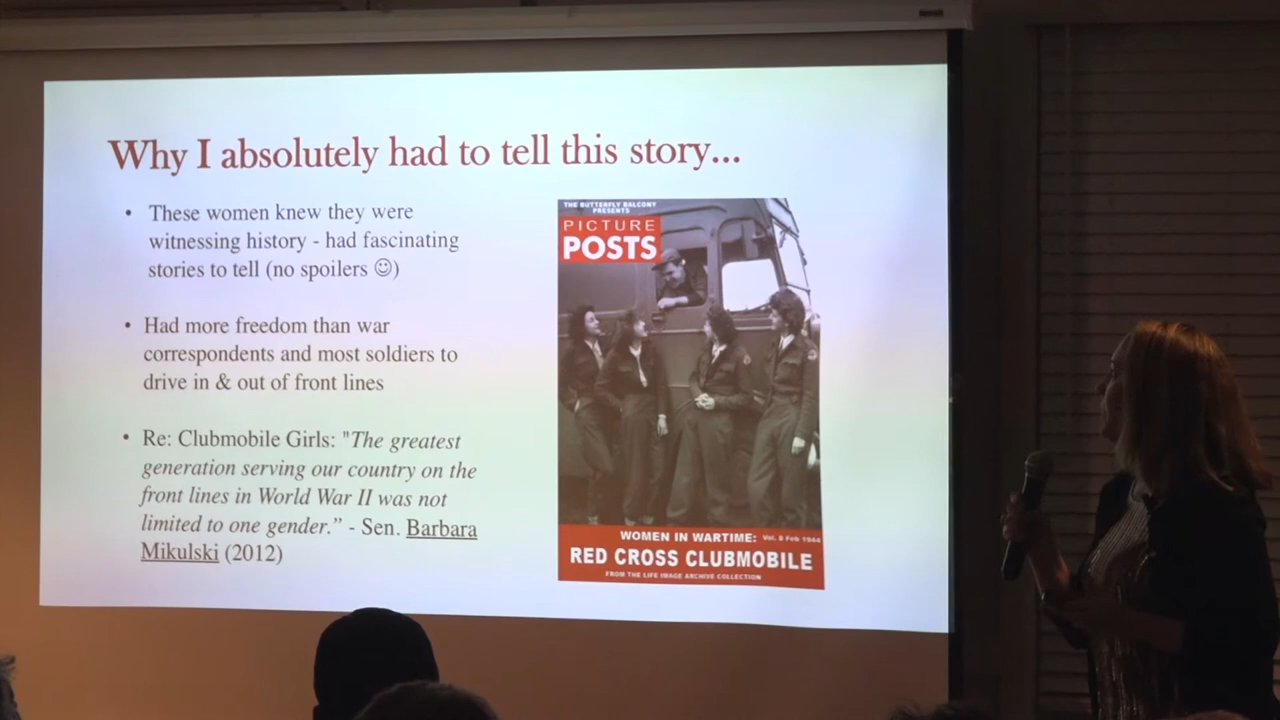 Why I absolutely had to tell this story...
• These women knew they were
witnessing history - had fascinating
stories to tell (no spoilers ☺)
• Had more freedom than war
correspondents and most soldiers to
drive in & out of front lines
• Re: Clubmobile Girls: "The greatest
generation serving our country on the
front lines in World War II was not
limited to one gender.” - Sen. Barbara
Mikulski (2012)
THE BUTTERFLY BALCONY
PRESENTS
PICTURE
POSTS
WOMEN IN WARTIME: Vol. 8 Feb 1944
RED CROSS CLUBMOBILE
FROM THE LIFE IMAGE ARCHIVE COLLECTION